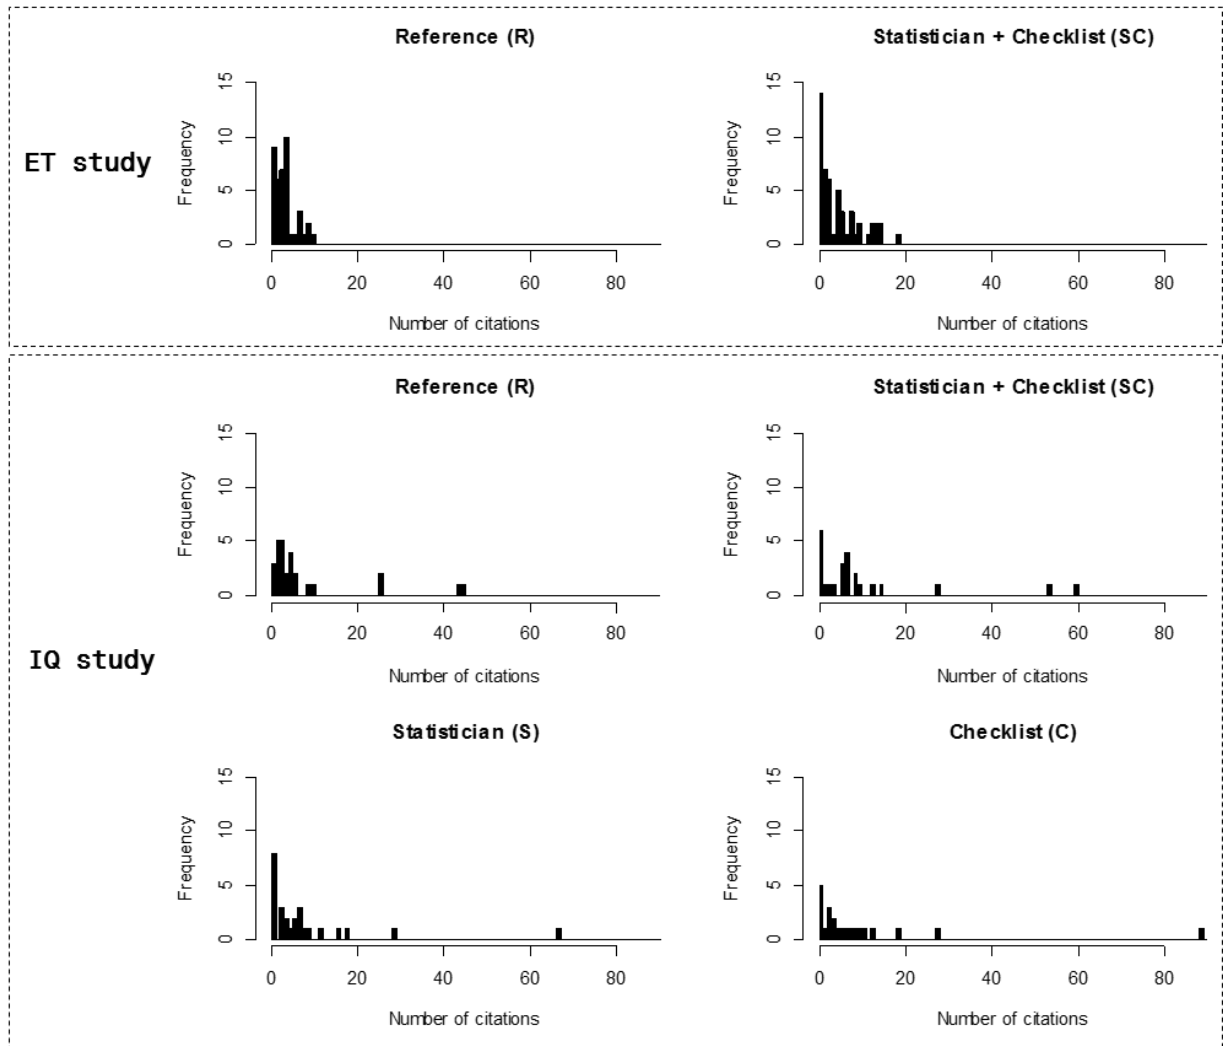 Reference (R)
Statistician + Checklist (SC)
ET study
Frequency
0 5 10 15
0 20 40 60 80
Number of citations
Frequency
0 5 10 15
0 20 40 60 80
Number of citations
IQ study
Reference (R)
Statistician + Checklist (SC)
Frequency
0 5 10 15
0 20 40 60 80
Number of citations
Frequency
0 5 10 15
0 20 40 60 80
Number of citations
Statistician (S)
Checklist (C)
Frequency
0 5 10 15
0 20 40 60 80
Number of citations
Frequency
0 5 10 15
0 20 40 60 80
Number of citations